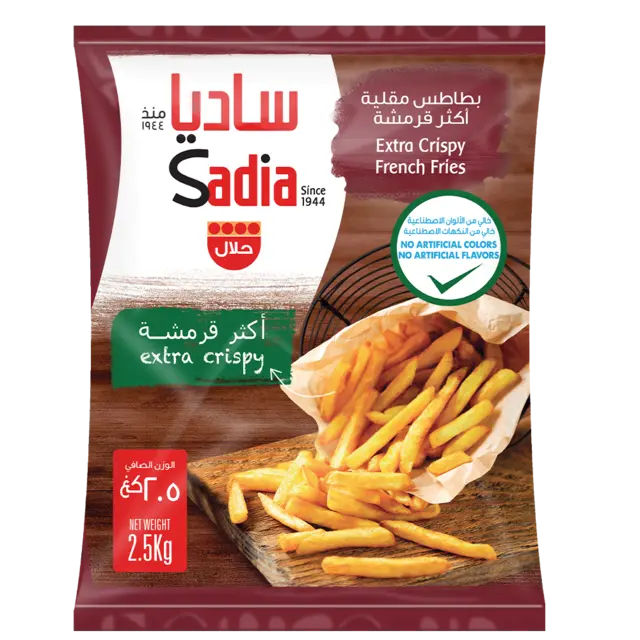 ساديا
منذ
١٩٤٤
Sadia
Since
1944
حلال
بطاطس مقلية
أكثر قرمشة
Extra Crispy
French Fries
خالي من الألوان الاصطناعية
خالي من النكهات الاصطناعية
NO ARTIFICIAL COLORS
NO ARTIFICIAL FLAVORS
أكثر قرمشة
extra crispy
الوزن الصافي
٢.٥ كغ
NET WEIGHT
2.5Kg